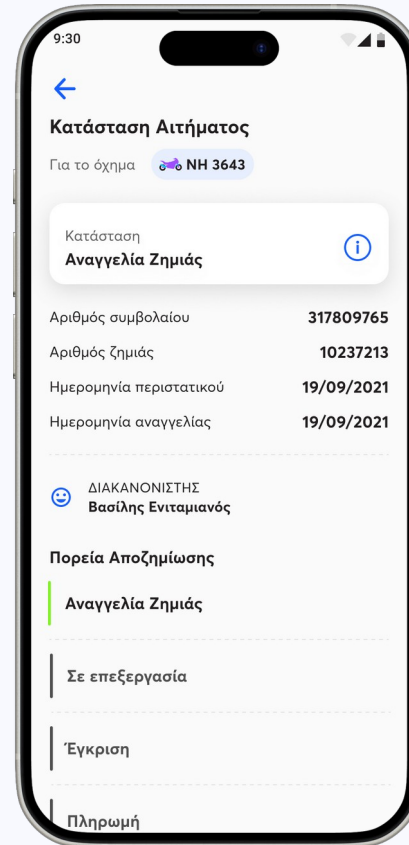 9:30
Κατάσταση Αιτήματος
Για το όχημα NH 3643
Κατάσταση
Αναγγελία Ζημιάς
Αριθμός συμβολαίου 317809765
Αριθμός ζημιάς 10237213
Ημερομηνία περιστατικού 19/09/2021
Ημερομηνία αναγγελίας 19/09/2021
ΔΙΑΚΑΝΟΝΙΣΤΗΣ
Βασίλης Ενιταμιανός
Πορεία Αποζημίωσης
Αναγγελία Ζημιάς
Σε επεξεργασία
Έγκριση
Πληρωμή